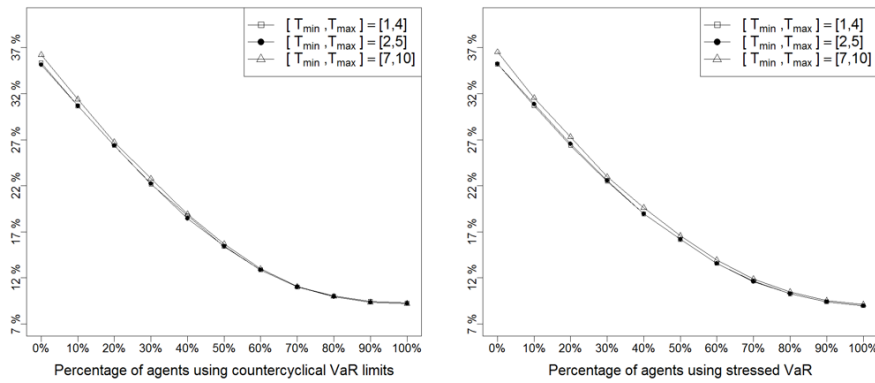 [ Tmin , Tmax ] = [1,4]
[ Tmin , Tmax ] = [2,5]
[ Tmin , Tmax ] = [7,10]
37 %
32 %
27 %
22 %
17 %
12 %
7 %
0% 10% 20% 30% 40% 50% 60% 70% 80% 90% 100%
Percentage of agents using countercyclical VaR limits
[ Tmin , Tmax ] = [1,4]
[ Tmin , Tmax ] = [2,5]
[ Tmin , Tmax ] = [7,10]
37 %
32 %
27 %
22 %
17 %
12 %
7 %
0% 10% 20% 30% 40% 50% 60% 70% 80% 90% 100%
Percentage of agents using stressed VaR